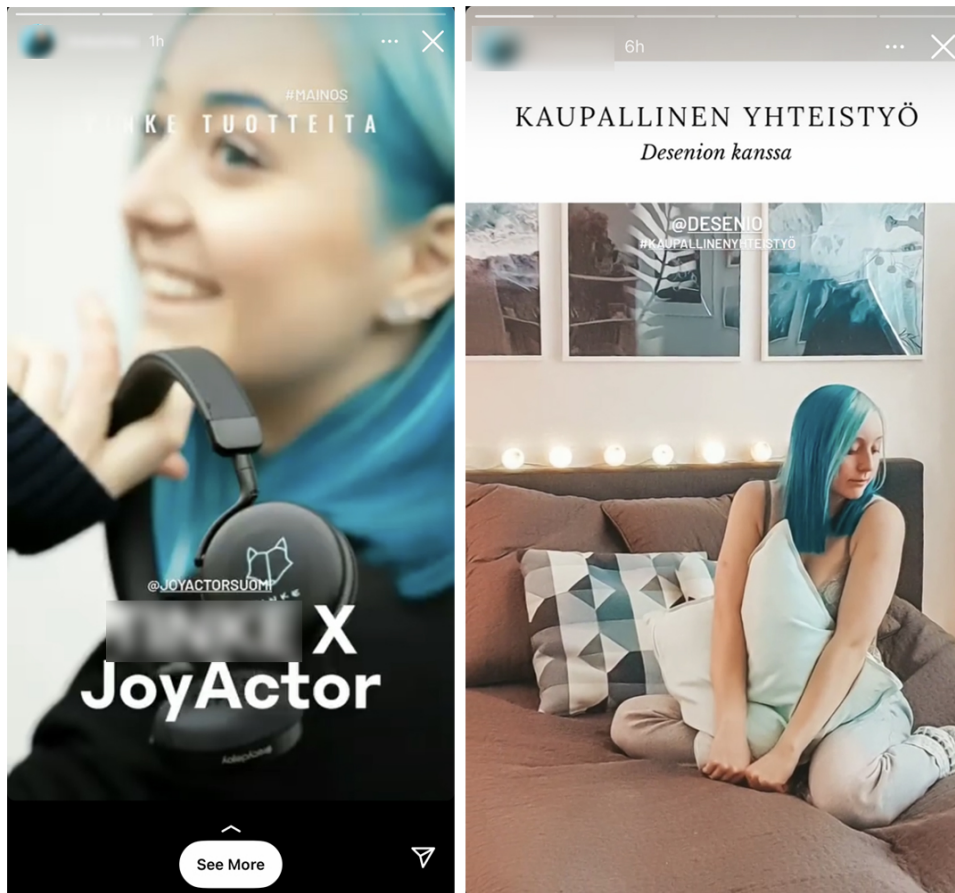 1h
#MAINOS
TUOTTEITA
@JOYACTORSUOMI
X
JoyActor
See More
6h
KAUPALLINEN YHTEISTYÖ
Desenion kanssa
@DESENIO
#KAUPALLINENYHTEISTYÖ